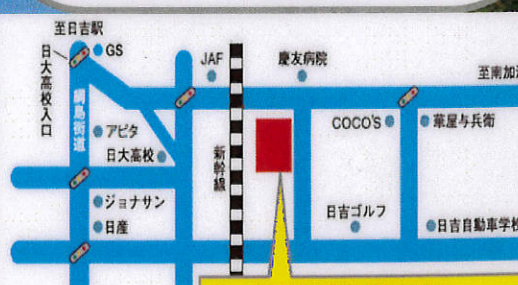 至日吉駅
GS
日大高校入口
JAF
慶友病院
至南加
綱島街道
アピタ
日大高校
新幹線
COCO'S
華屋与兵衛
ジョナサン
日産
日吉ゴルフ
日吉自動車学校